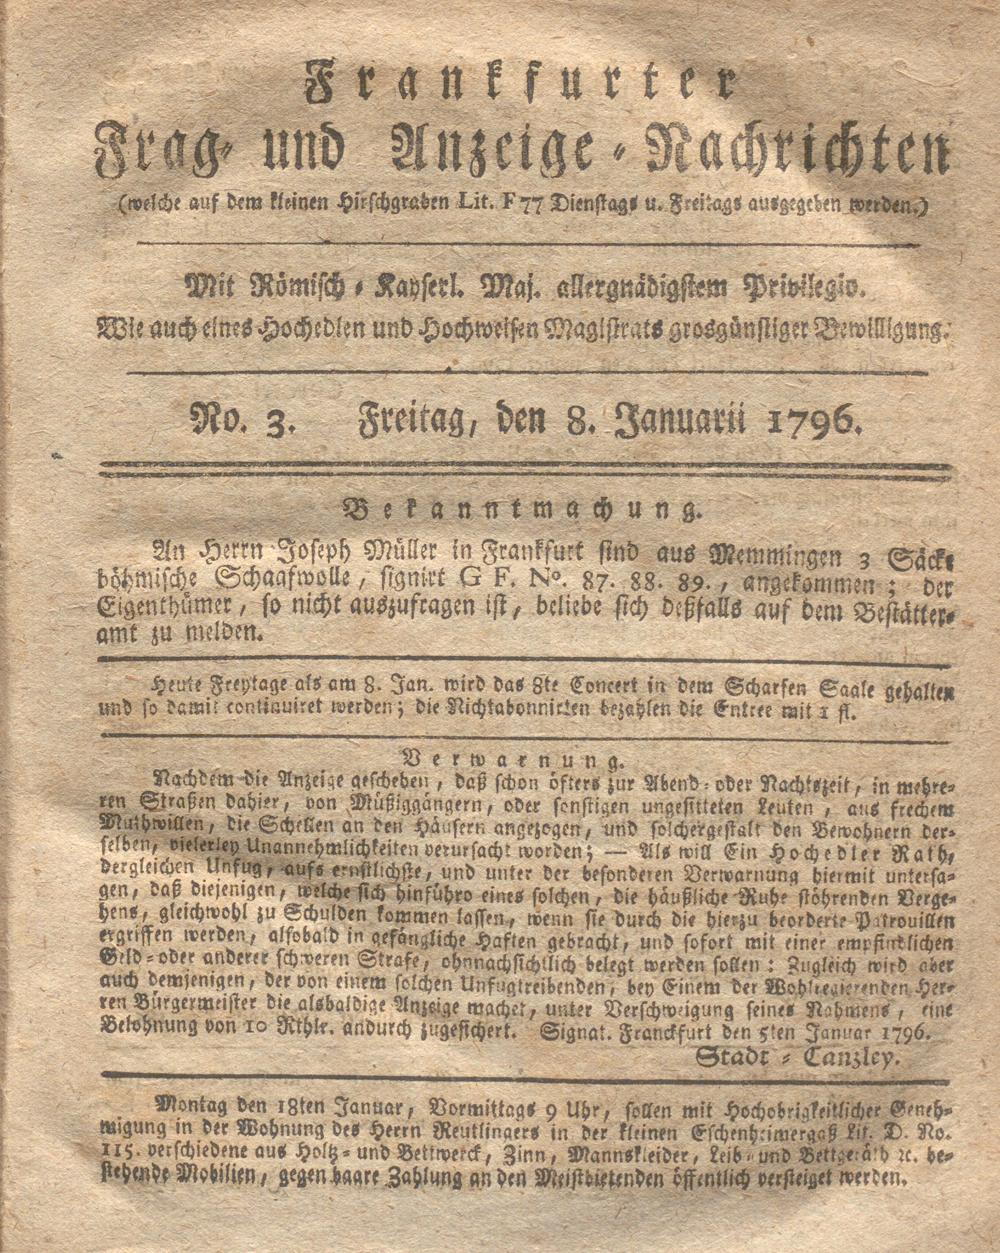 Frankfurter
Frag- und Anzeige-Nachrichten
(welche auf dem kleinen Hirschgraben Lit. F 77 Dienstags u. Freitags ausgegeben werden.)
Mit Römisch-Kayserl. Maj. allergnädigstem Privilegio.
Wie auch eines Hochedlen und Hochweisen Magistrats grosgünstiger Bewilligung.
No. 3. Freitag, den 8. Januarii 1796.
Bekanntmachung.
An Herrn Joseph Müller in Frankfurt sind aus Memmingen 3 Säcke
böhmische Schaafwolle, signirt G F. No. 87. 88. 89., angekommen; der
Eigenthümer, so nicht auszufragen ist, beliebe sich deßfalls auf dem Bestätter-
amt zu melden.
Heute Freytags als am 8. Jan. wird das 8te Concert in dem Scharfen Saale gehalten
und so damit continuiret werden; die Nichtabonnirten bezahlen die Entree mit 1 fl.
Verwarnung.
Nachdem die Anzeige geschehen, daß schon öfters zur Abend- oder Nachtszeit, in mehre-
ren Straßen dahier, von Müßiggängern, oder sonstigen ungesitteten Leuten, aus frechem
Muthwillen, die Schellen an den Häusern angezogen, und solchergestalt den Bewohnern der-
selben, vielerley Unannehmlichkeiten verursacht worden; — Als will Ein Hochedler Rath,
dergleichen Unfug, aufs ernstlichste, und unter der besonderen Verwarnung hiermit untersa-
gen, daß diejenigen, welche sich hinführo eines solchen, die häußliche Ruhe stöhrenden Verge-
hens, gleichwohl zu Schulden kommen lassen, wenn sie durch die hierzu beorderte Patrouillen
ergriffen werden, alsobald in gefängliche Haften gebracht, und sofort mit einer empfindlichen
Geld- oder anderer schweren Strafe, ohnnachsichtlich belegt werden sollen: Zugleich wird aber
auch demjenigen, der von einem solchen Unfugtreibenden, bey Einem der Wohlregierenden Her-
ren Bürgermeister die alsbaldige Anzeige machet, unter Verschweigung seines Nahmens, eine
Belohnung von 10 Rthlr. andurch zugesichert. Signat. Franckfurt den 5ten Januar 1796.
Stadt-Canzley.
Montag den 18ten Januar, Vormittags 9 Uhr, sollen mit Hochobrigkeitlicher Geneh-
migung in der Wohnung des Herrn Reutlingers in der kleinen Eschenheimergaß Lit. D. No.
115. verschiedene aus Holtz- und Bettwerck, Zinn, Mannskleider, Leib- und Bettgeräth ꝛc. be-
stehende Mobilien, gegen baare Zahlung an den Meistbietenden öffentlich versteiget werden.